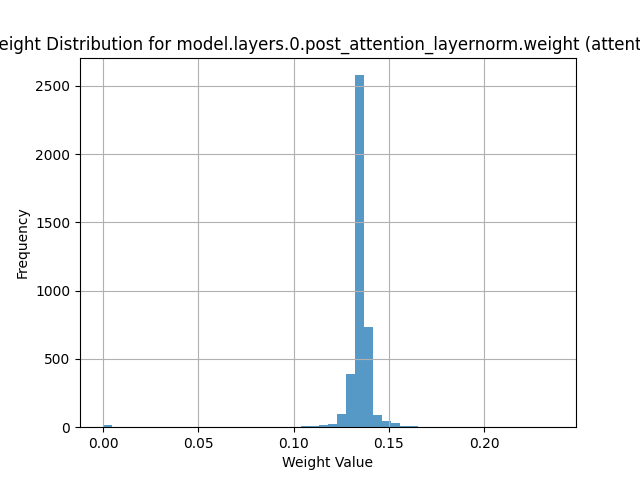 eight Distribution for model.layers.0.post_attention_layernorm.weight (attent
2500
2000
1500
1000
500
0
Frequency
0.00 0.05 0.10 0.15 0.20
Weight Value